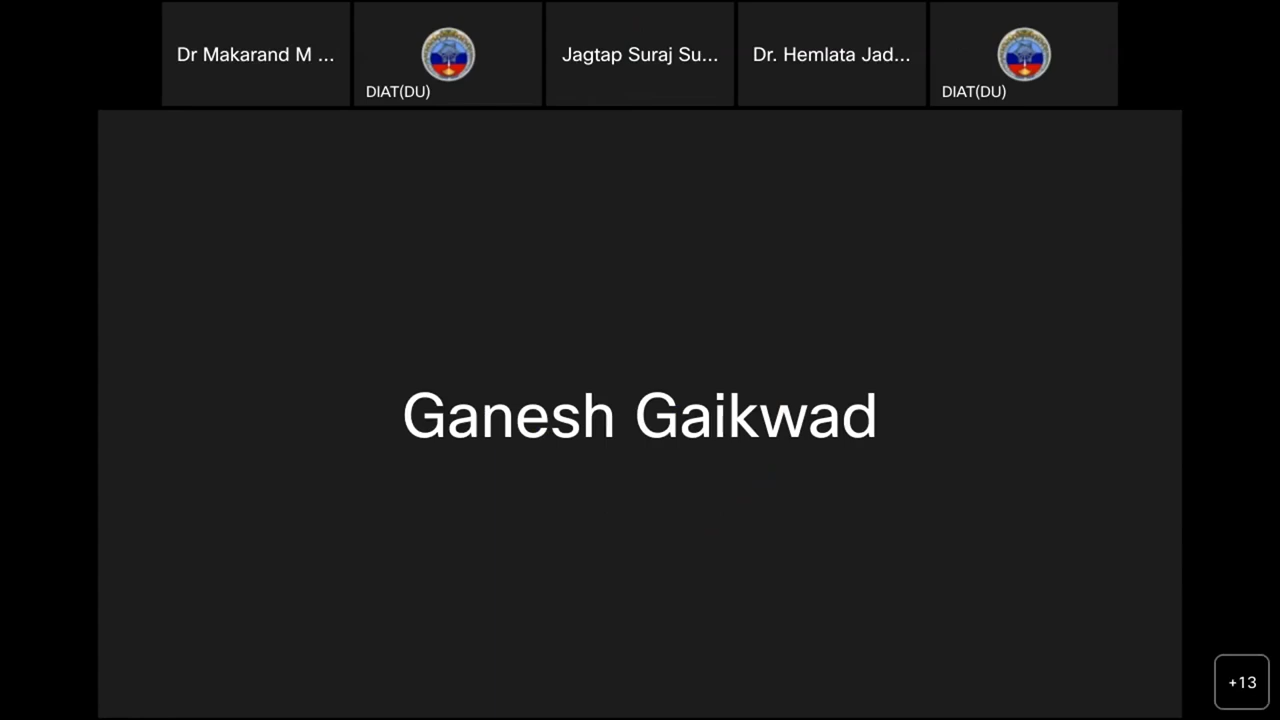 Dr Makarand M ...
DIAT(DU)
Jagtap Suraj Su...
Dr. Hemlata Jad...
DIAT(DU)
Ganesh Gaikwad
+13